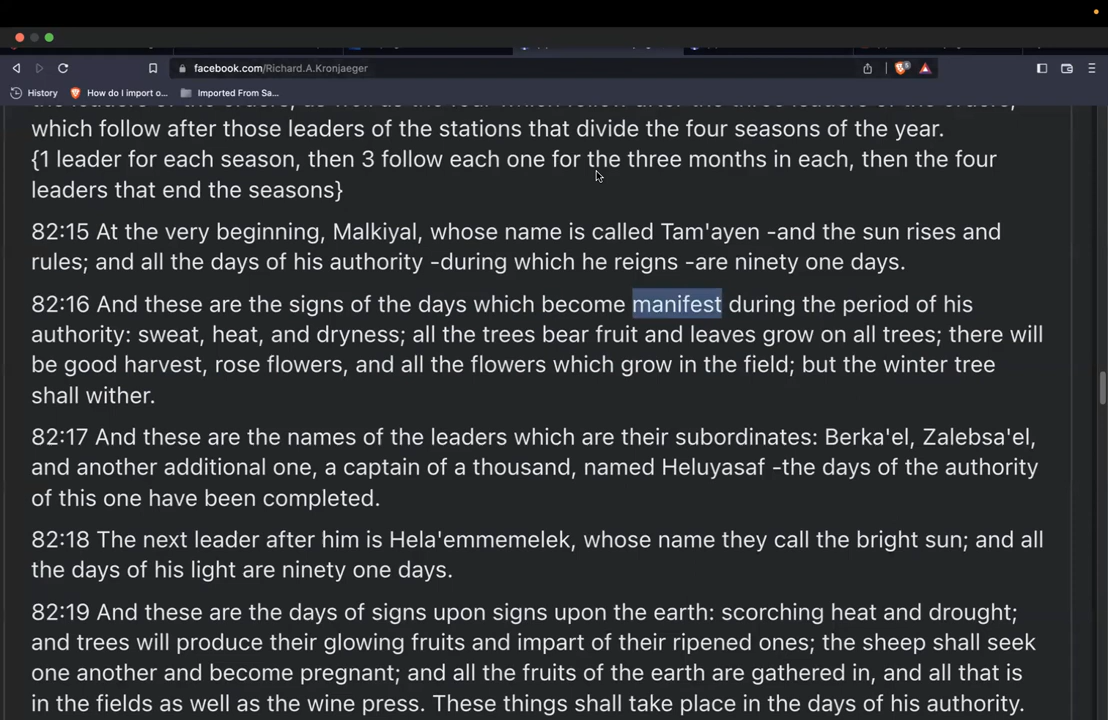 facebook.com/Richard.A.Kronjaeger
History How do I import o... Imported From Sa...
which follow after those leaders of the stations that divide the four seasons of the year.
{1 leader for each season, then 3 follow each one for the three months in each, then the four
leaders that end the seasons}
82:15 At the very beginning, Malkiyal, whose name is called Tam'ayen -and the sun rises and
rules; and all the days of his authority -during which he reigns -are ninety one days.
82:16 And these are the signs of the days which become manifest during the period of his
authority: sweat, heat, and dryness; all the trees bear fruit and leaves grow on all trees; there will
be good harvest, rose flowers, and all the flowers which grow in the field; but the winter tree
shall wither.
82:17 And these are the names of the leaders which are their subordinates: Berka'el, Zalebsa'el,
and another additional one, a captain of a thousand, named Heluyasaf -the days of the authority
of this one have been completed.
82:18 The next leader after him is Hela'emmemelek, whose name they call the bright sun; and all
the days of his light are ninety one days.
82:19 And these are the days of signs upon signs upon the earth: scorching heat and drought;
and trees will produce their glowing fruits and impart of their ripened ones; the sheep shall seek
one another and become pregnant; and all the fruits of the earth are gathered in, and all that is
in the fields as well as the wine press. These things shall take place in the days of his authority.